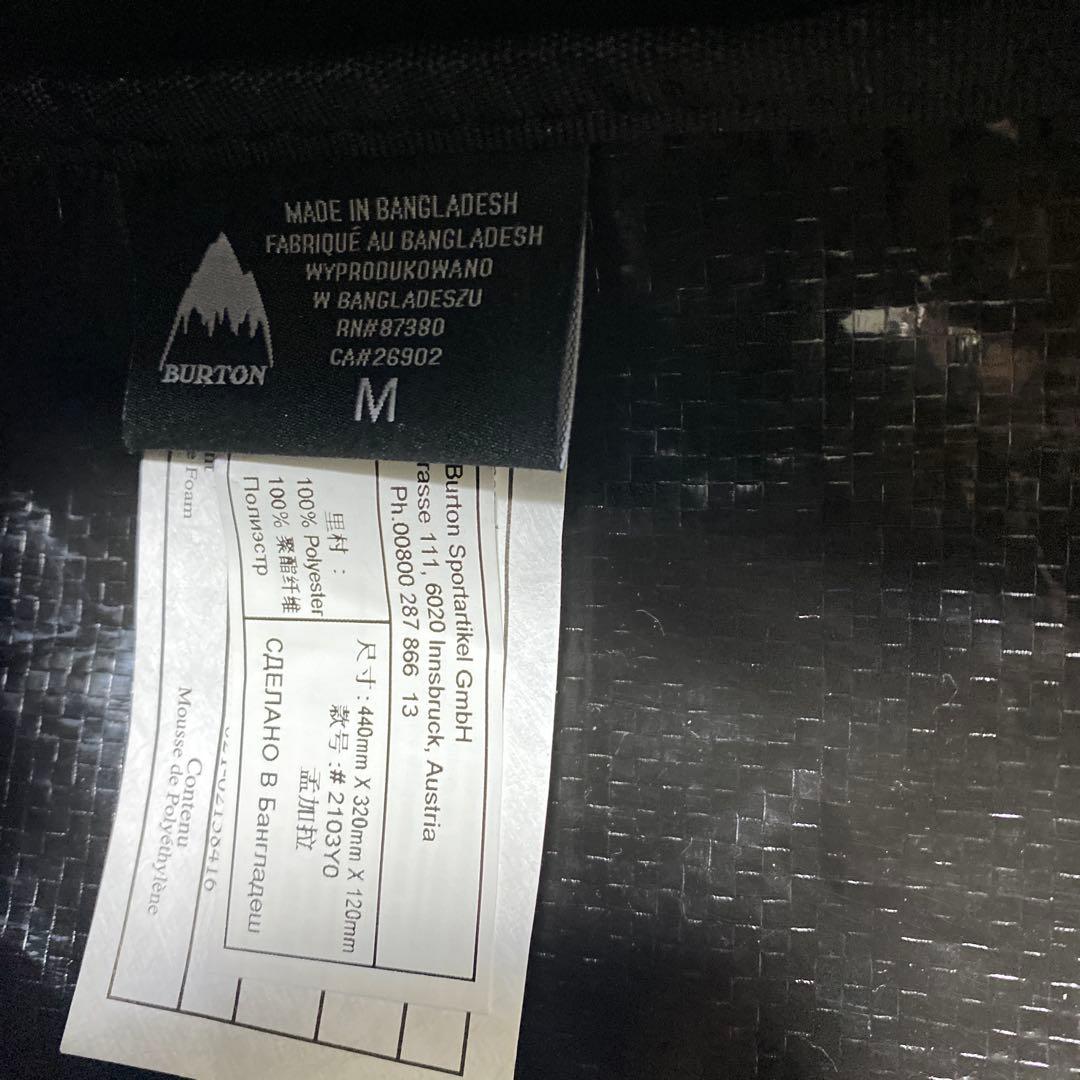 MADE IN BANGLADESH
FABRIQUÉ AU BANGLADESH
WYPRODUKOWANO
W BANGLADESZU
RN#87380
CA#26902
M
BURTON
Burton Sportartikel GmbH
rasse 111, 6020 Innsbruck, Austria
Ph.00800 287 866 13
里村：
100% Polyester
100% 聚酯纤维
Полиэстр
尺寸：440mm X 320mm X 120mm
款号：# 2103Y0
孟加拉
СДЕЛАНО В Бангладеш
Foam
Contenu
Mousse de Polyéthylène